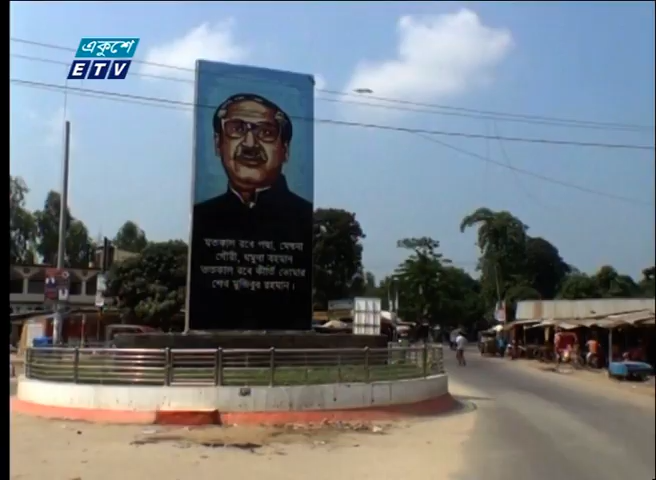 একুশে
ETV
যতকাল রবে পদ্মা, মেঘনা
গৌরী, যমুনা বহমান
ততকাল রবে কীর্তি তোমার
শেখ মুজিবুর রহমান।